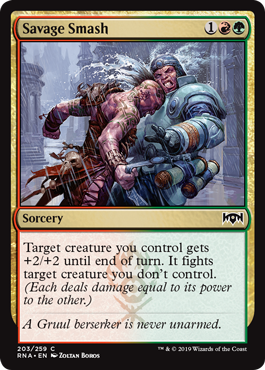 Savage Smash 1
Sorcery
Target creature you control gets
+2/+2 until end of turn. It fights
target creature you don't control.
(Each deals damage equal to its power
to the other.)
A Gruul berserker is never unarmed.
203/259 C
RNA • EN ZOLTAN BOROS
™ & © 2019 Wizards of the Coast